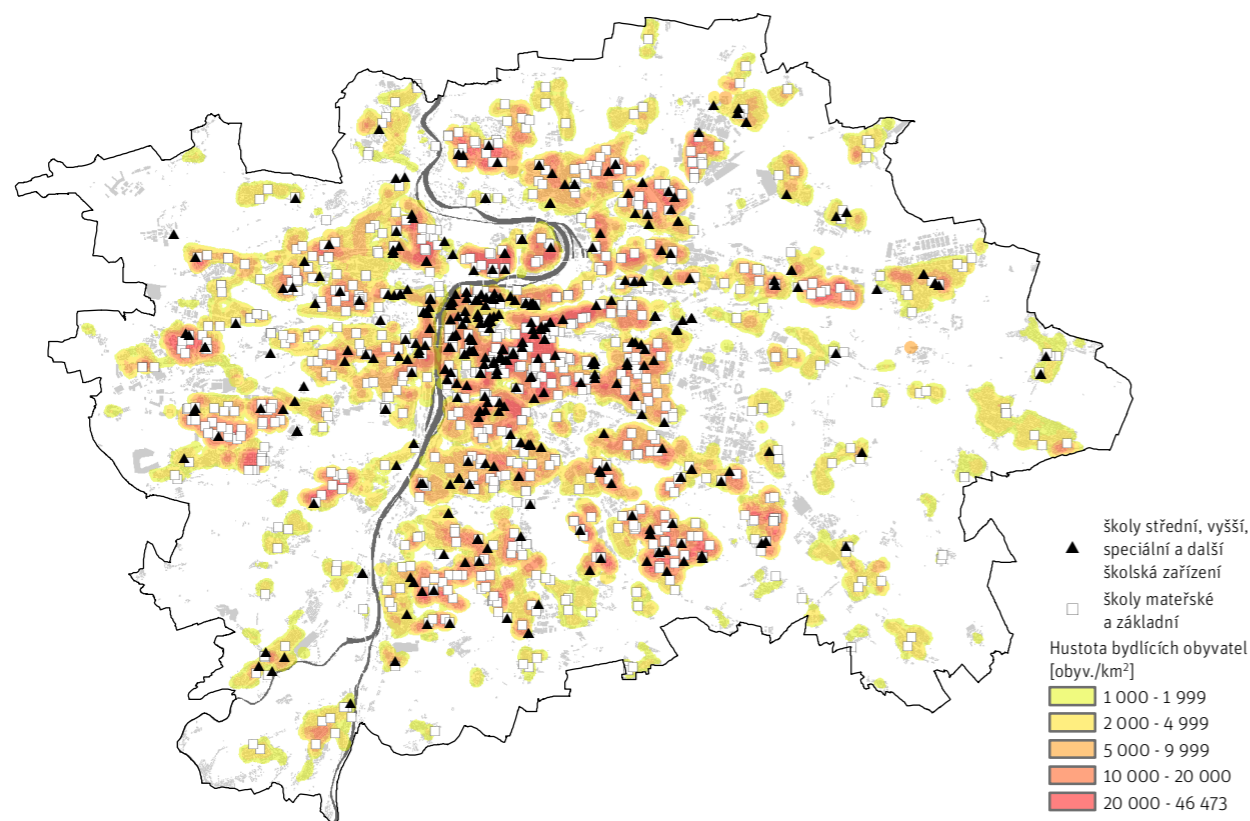 školy střední, vyšší,
speciální a další
školská zařízení
školy mateřské
a základní
Hustota bydlících obyvatel
[obyv./km²]
1 000 - 1 999
2 000 - 4 999
5 000 - 9 999
10 000 - 20 000
20 000 - 46 473